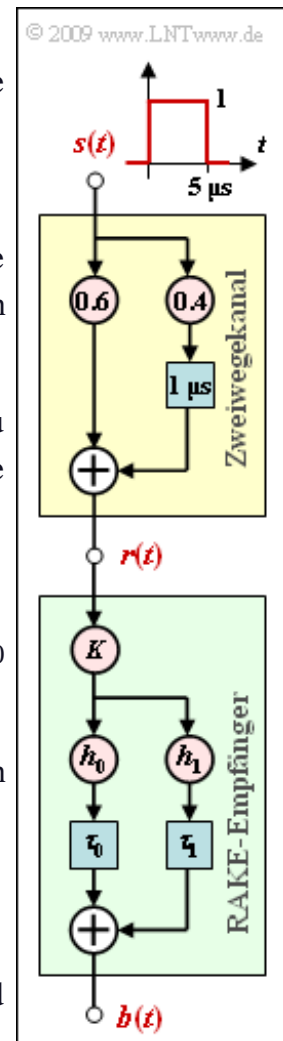 © 2009 www.LNTwww.de
1
s(t)
t
5 µs
0.6
0.4
1 µs
Zweiwegekanal
r(t)
K
h₀
h₁
τ₀
τ₁
RAKE-Empfänger
b(t)
e
e
n
u
e
0
n
d